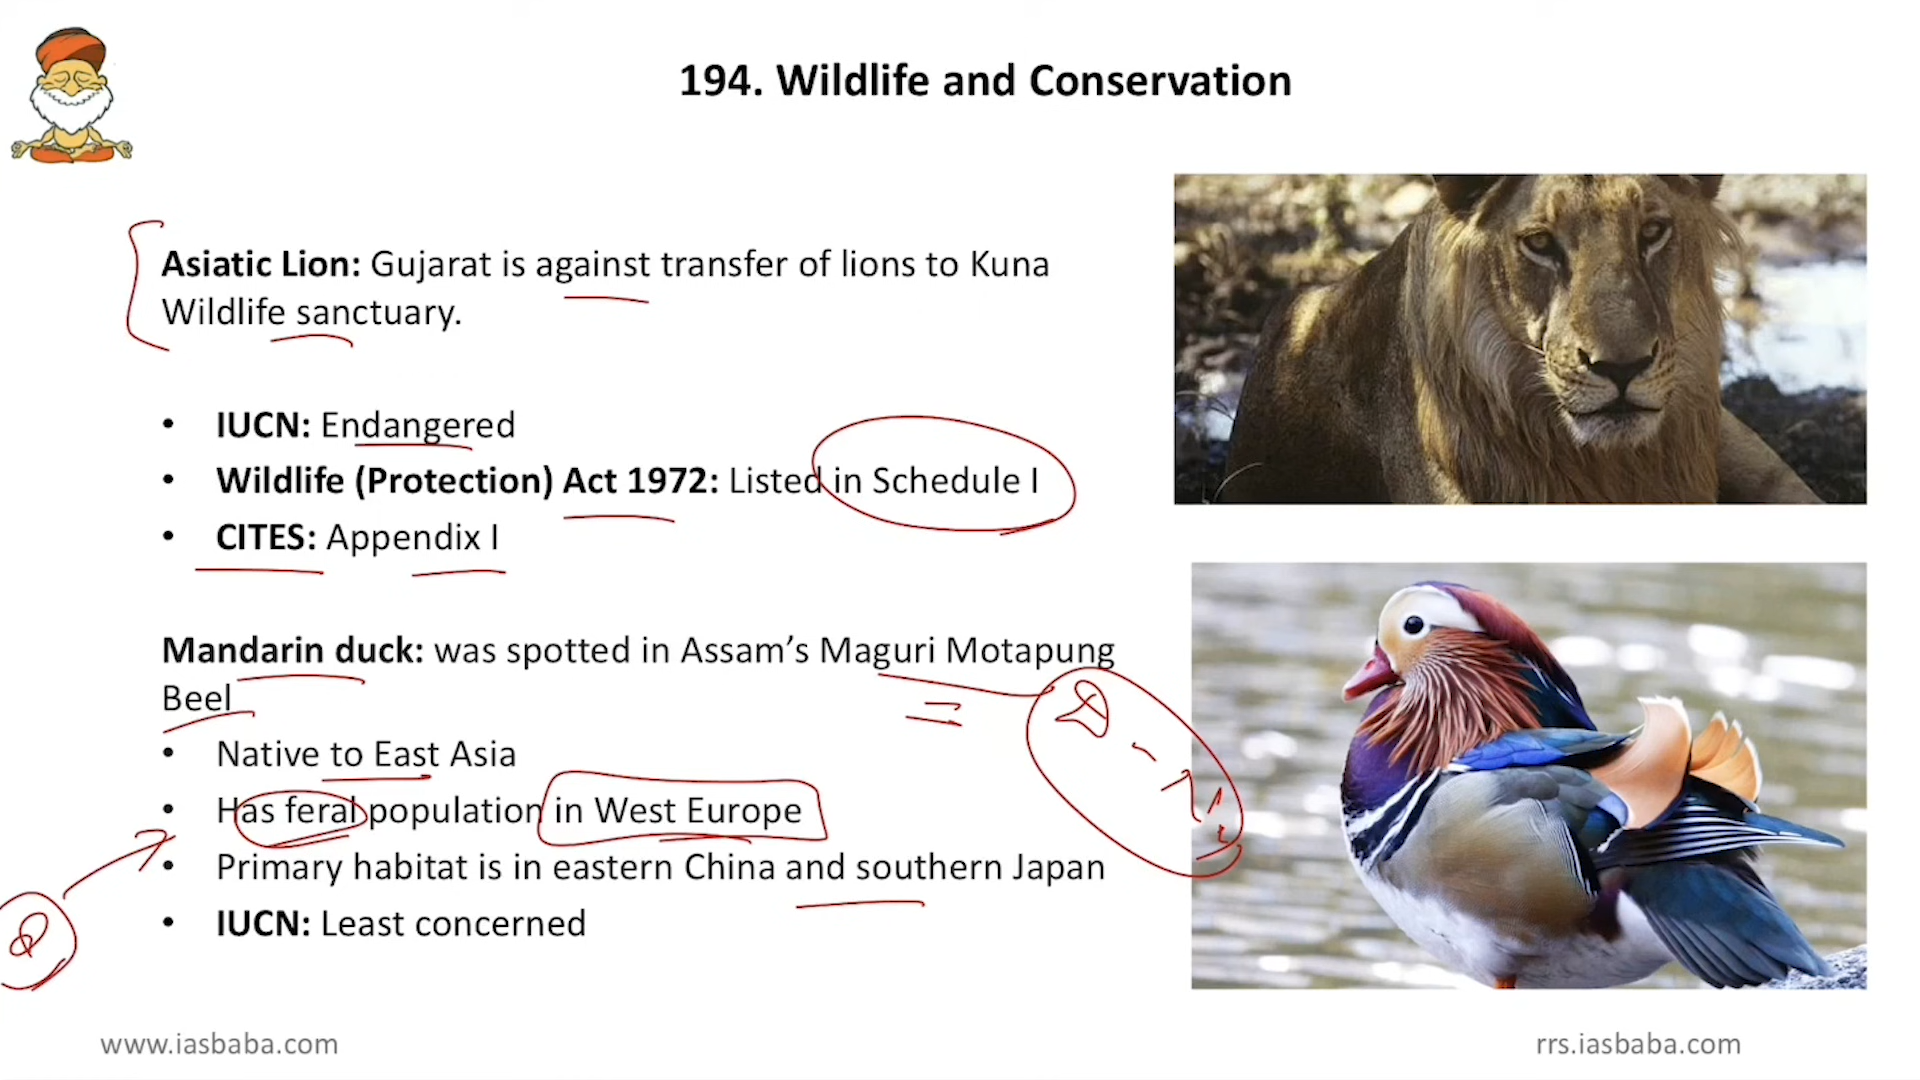 194. Wildlife and Conservation
Asiatic Lion: Gujarat is against transfer of lions to Kuna
Wildlife sanctuary.
• IUCN: Endangered
• Wildlife (Protection) Act 1972: Listed in Schedule I
• CITES: Appendix I
Mandarin duck: was spotted in Assam’s Maguri Motapung
Beel
• Native to East Asia
• Has feral population in West Europe
• Primary habitat is in eastern China and southern Japan
• IUCN: Least concerned
www.iasbaba.com
rrs.iasbaba.com